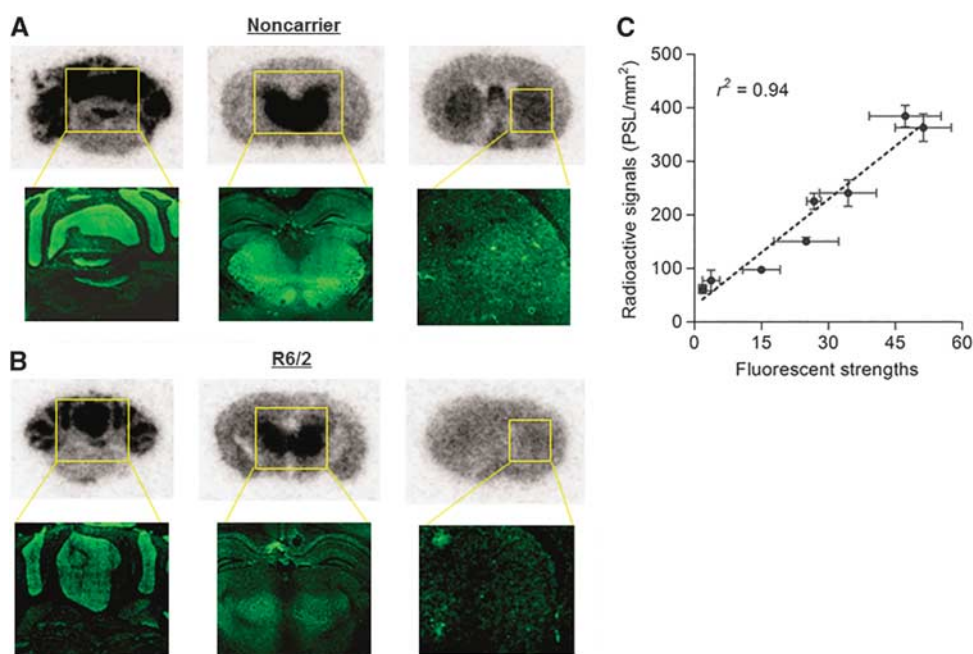 A
Noncarrier
B
R6/2
C
500
400
300
200
100
0
r² = 0.94
Radioactive signals (PSL/mm²)
15
30
45
60
Fluorescent strengths